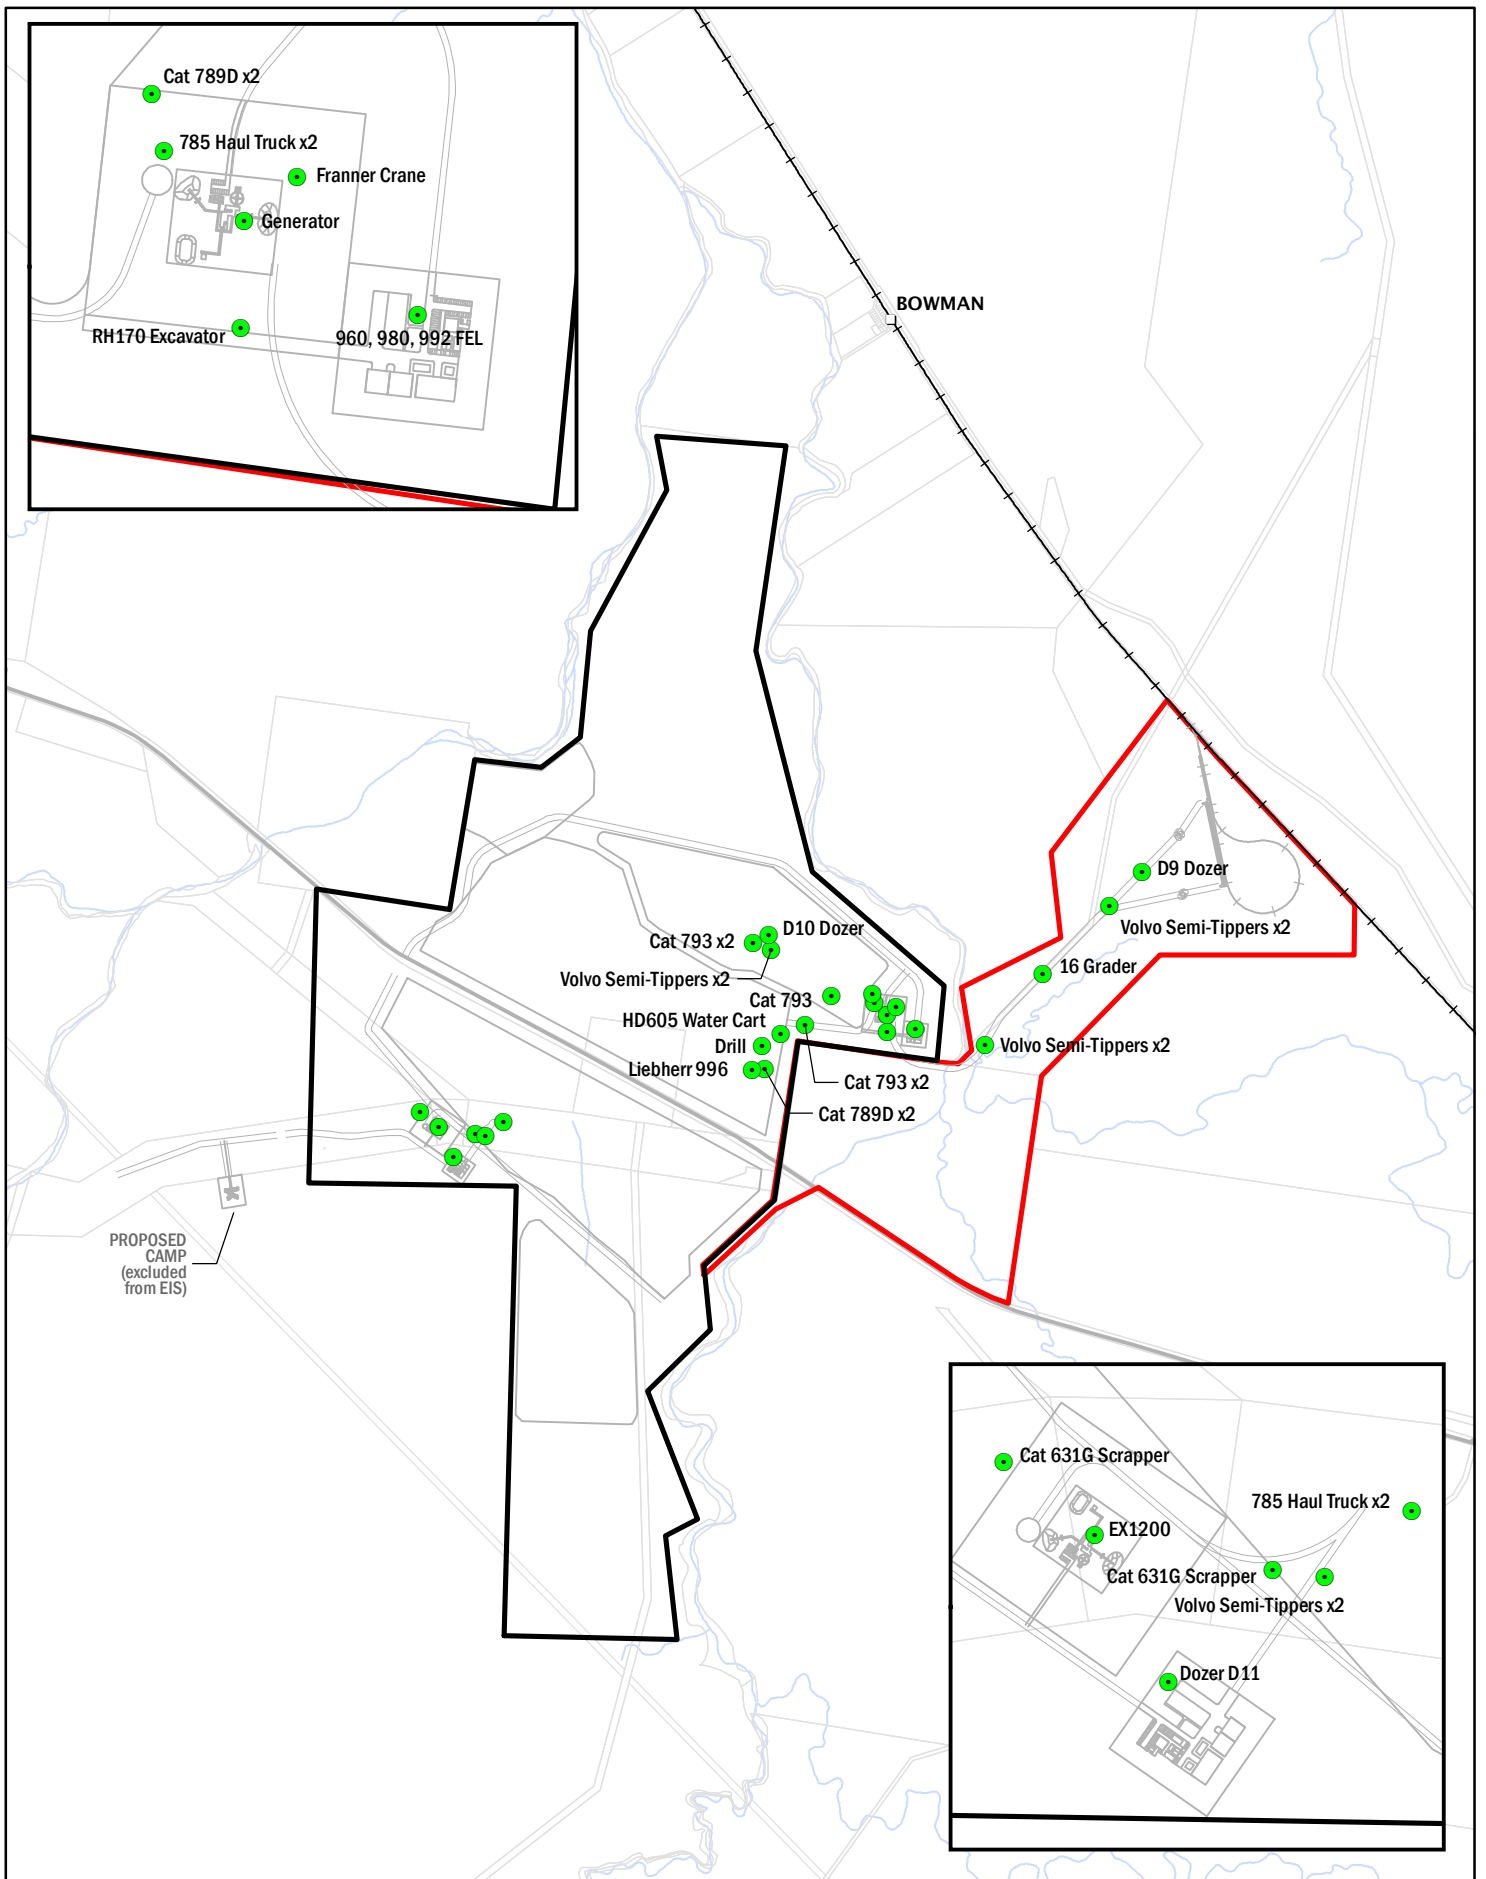 Cat 789D x2
785 Haul Truck x2
Franner Crane
Generator
RH170 Excavator
960, 980, 992 FEL
BOWMAN
D9 Dozer
Volvo Semi-Tippers x2
16 Grader
Volvo Semi-Tippers x2
D10 Dozer
Cat 793 x2
Volvo Semi-Tippers x2
Cat 793
HD605 Water Cart
Drill
Liebherr 996
Cat 793 x2
Cat 789D x2
PROPOSED
CAMP
(excluded
from EIS)
Cat 631G Scrapper
785 Haul Truck x2
EX1200
Cat 631G Scrapper
Volvo Semi-Tippers x2
Dozer D11